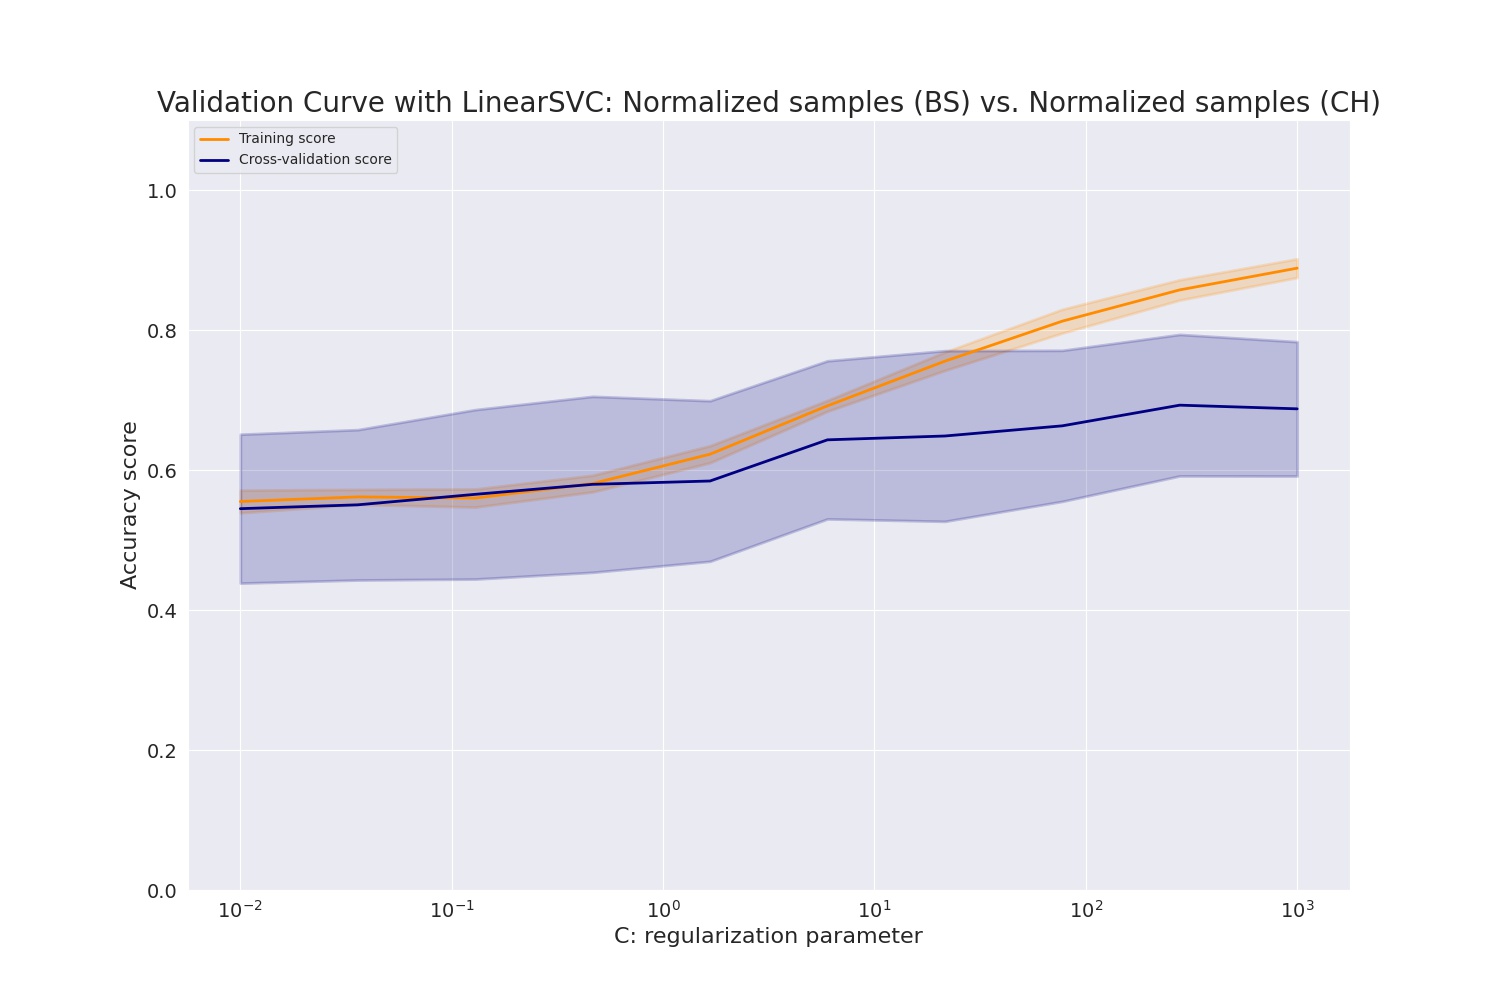 Validation Curve with LinearSVC: Normalized samples (BS) vs. Normalized samples (CH)
Training score
Cross-validation score
1.0
0.8
0.6
0.4
0.2
0.0
Accuracy score
10⁻² 10⁻¹ 10⁰ 10¹ 10² 10³
C: regularization parameter